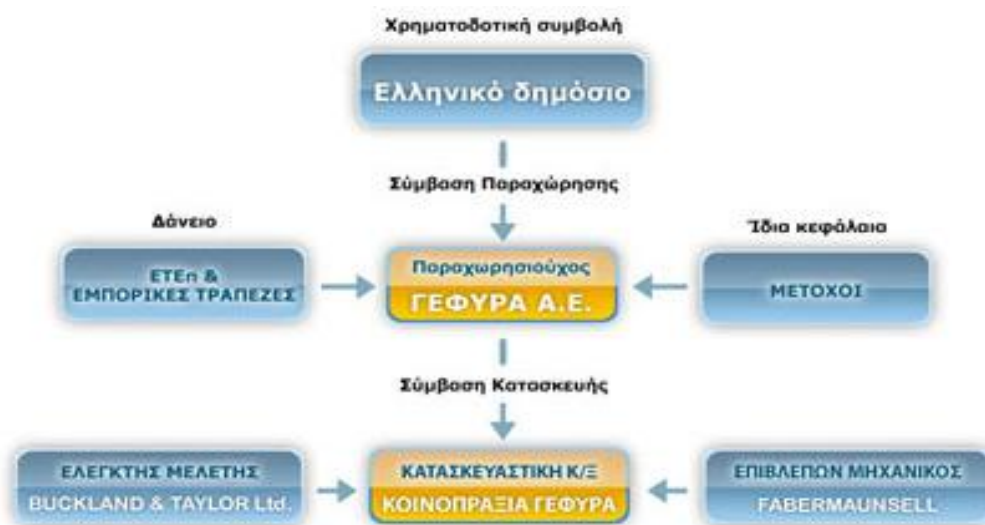 Χρηματοδοτική συμβολή
Ελληνικό δημόσιο
Σύμβαση Παραχώρησης
Δάνειο
Ίδια κεφάλαια
ΕΤΕπ &
ΕΜΠΟΡΙΚΕΣ ΤΡΑΠΕΖΕΣ
Παραχωρησιούχος
ΓΕΦΥΡΑ Α.Ε.
ΜΕΤΟΧΟΙ
Σύμβαση Κατασκευής
ΕΛΕΓΚΤΗΣ ΜΕΛΕΤΗΣ
BUCKLAND & TAYLOR Ltd.
ΚΑΤΑΣΚΕΥΑΣΤΙΚΗ Κ/Ξ
ΚΟΙΝΟΠΡΑΞΙΑ ΓΕΦΥΡΑ
ΕΠΙΒΛΕΠΩΝ ΜΗΧΑΝΙΚΟΣ
FABERMAUNSELL